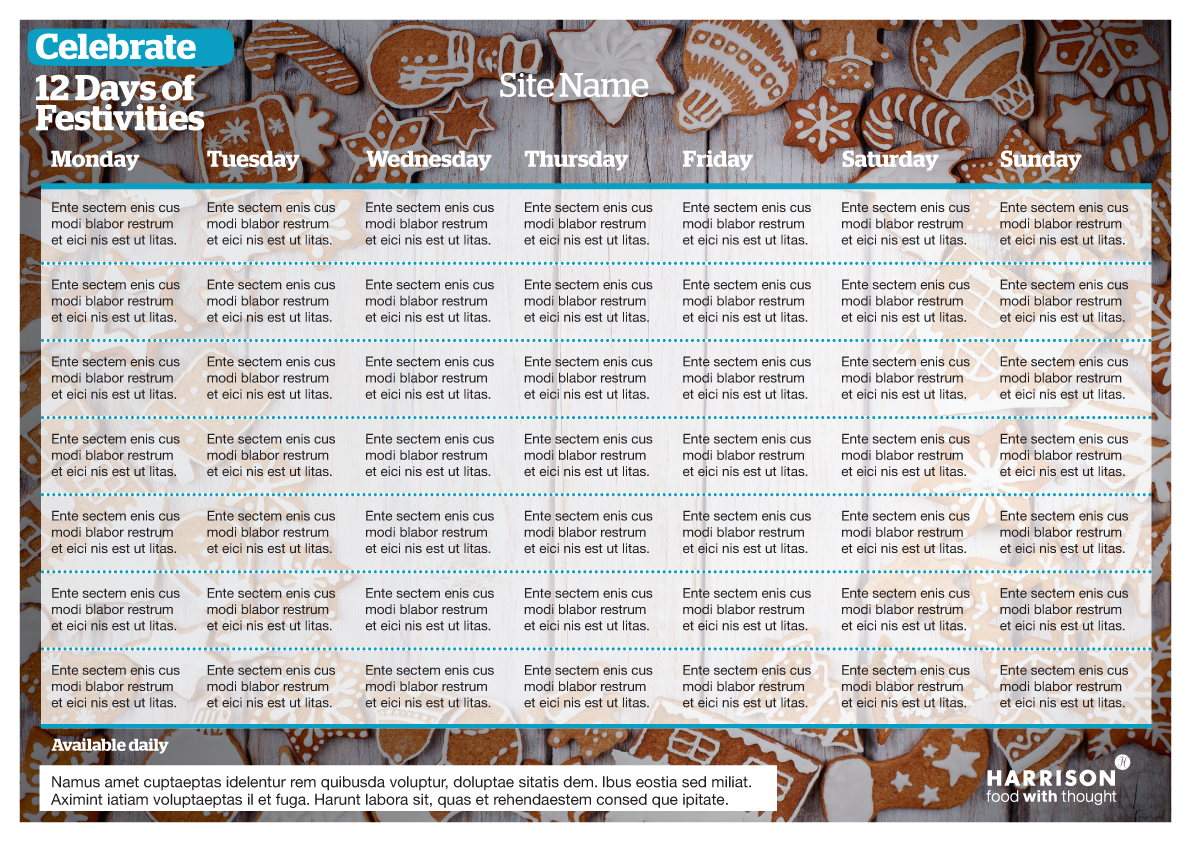 Celebrate
12 Days of
Festivities
Site Name
Monday Tuesday Wednesday Thursday Friday Saturday Sunday
Ente sectem enis cus Ente sectem enis cus Ente sectem enis cus Ente sectem enis cus Ente sectem enis cus Ente sectem enis cus Ente sectem enis cus
modi blabor restrum modi blabor restrum modi blabor restrum modi blabor restrum modi blabor restrum modi blabor restrum modi blabor restrum
et eici nis est ut litas. et eici nis est ut litas. et eici nis est ut litas. et eici nis est ut litas. et eici nis est ut litas. et eici nis est ut litas. et eici nis est ut litas.
Ente sectem enis cus Ente sectem enis cus Ente sectem enis cus Ente sectem enis cus Ente sectem enis cus Ente sectem enis cus Ente sectem enis cus
modi blabor restrum modi blabor restrum modi blabor restrum modi blabor restrum modi blabor restrum modi blabor restrum modi blabor restrum
et eici nis est ut litas. et eici nis est ut litas. et eici nis est ut litas. et eici nis est ut litas. et eici nis est ut litas. et eici nis est ut litas. et eici nis est ut litas.
Ente sectem enis cus Ente sectem enis cus Ente sectem enis cus Ente sectem enis cus Ente sectem enis cus Ente sectem enis cus Ente sectem enis cus
modi blabor restrum modi blabor restrum modi blabor restrum modi blabor restrum modi blabor restrum modi blabor restrum modi blabor restrum
et eici nis est ut litas. et eici nis est ut litas. et eici nis est ut litas. et eici nis est ut litas. et eici nis est ut litas. et eici nis est ut litas. et eici nis est ut litas.
Ente sectem enis cus Ente sectem enis cus Ente sectem enis cus Ente sectem enis cus Ente sectem enis cus Ente sectem enis cus Ente sectem enis cus
modi blabor restrum modi blabor restrum modi blabor restrum modi blabor restrum modi blabor restrum modi blabor restrum modi blabor restrum
et eici nis est ut litas. et eici nis est ut litas. et eici nis est ut litas. et eici nis est ut litas. et eici nis est ut litas. et eici nis est ut litas. et eici nis est ut litas.
Ente sectem enis cus Ente sectem enis cus Ente sectem enis cus Ente sectem enis cus Ente sectem enis cus Ente sectem enis cus Ente sectem enis cus
modi blabor restrum modi blabor restrum modi blabor restrum modi blabor restrum modi blabor restrum modi blabor restrum modi blabor restrum
et eici nis est ut litas. et eici nis est ut litas. et eici nis est ut litas. et eici nis est ut litas. et eici nis est ut litas. et eici nis est ut litas. et eici nis est ut litas.
Ente sectem enis cus Ente sectem enis cus Ente sectem enis cus Ente sectem enis cus Ente sectem enis cus Ente sectem enis cus Ente sectem enis cus
modi blabor restrum modi blabor restrum modi blabor restrum modi blabor restrum modi blabor restrum modi blabor restrum modi blabor restrum
et eici nis est ut litas. et eici nis est ut litas. et eici nis est ut litas. et eici nis est ut litas. et eici nis est ut litas. et eici nis est ut litas. et eici nis est ut litas.
Ente sectem enis cus Ente sectem enis cus Ente sectem enis cus Ente sectem enis cus Ente sectem enis cus Ente sectem enis cus Ente sectem enis cus
modi blabor restrum modi blabor restrum modi blabor restrum modi blabor restrum modi blabor restrum modi blabor restrum modi blabor restrum
et eici nis est ut litas. et eici nis est ut litas. et eici nis est ut litas. et eici nis est ut litas. et eici nis est ut litas. et eici nis est ut litas. et eici nis est ut litas.
Available daily
Namus amet cuptaeptas idelentur rem quibusda voluptur, doluptae sitatis dem. Ibus eostia sed miliat.
Aximint iatiam voluptaeptas il et fuga. Harunt labora sit, quas et rehendaestem consed que ipitate.
HARRISON H
food with thought